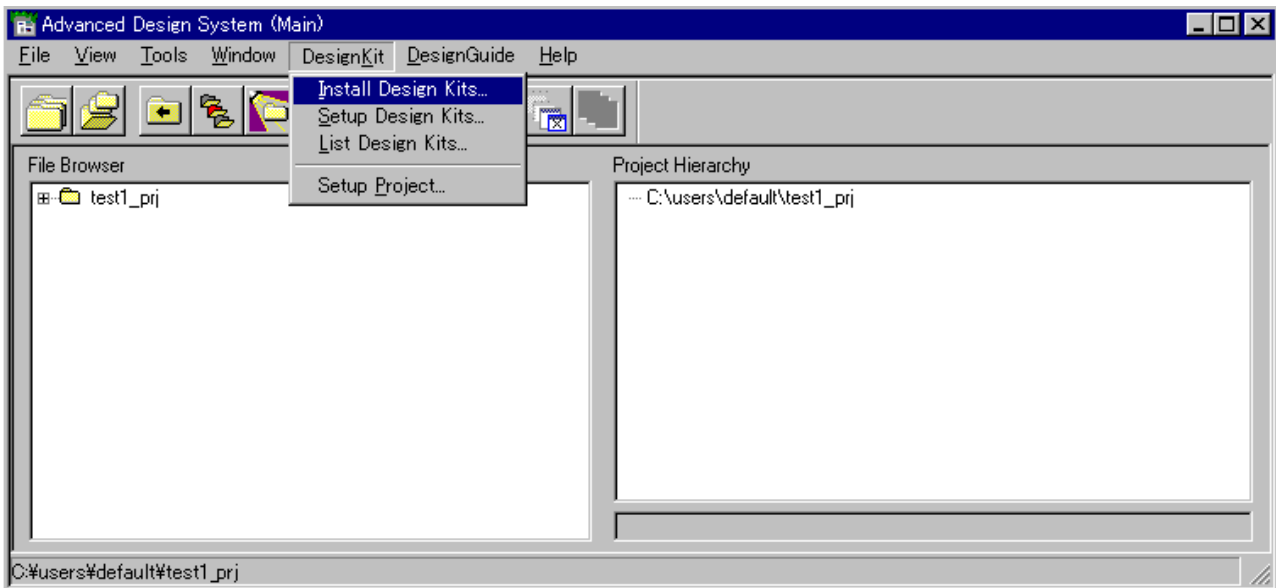 Advanced Design System (Main)
File View Tools Window DesignKit DesignGuide Help
Install Design Kits...
Setup Design Kits...
List Design Kits...
Setup Project...
File Browser
test1_prj
Project Hierarchy
C:\users\default\test1_prj
C:¥users¥default¥test1_prj